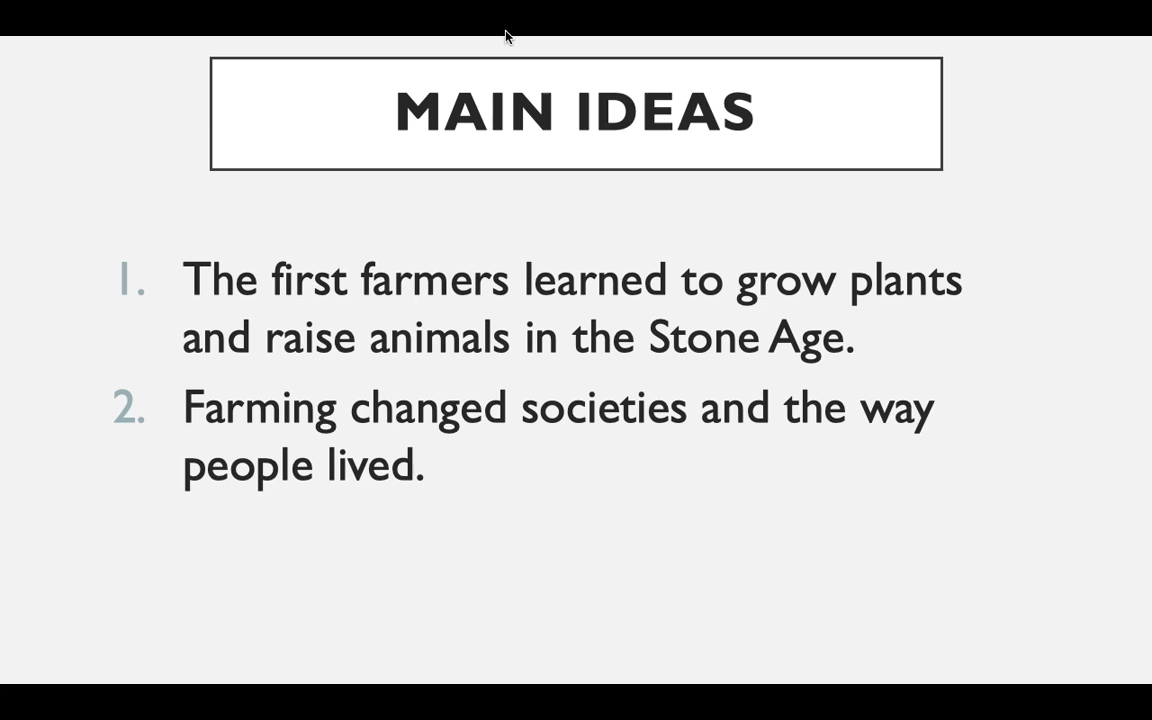 MAIN IDEAS
1. The first farmers learned to grow plants
and raise animals in the Stone Age.
2. Farming changed societies and the way
people lived.